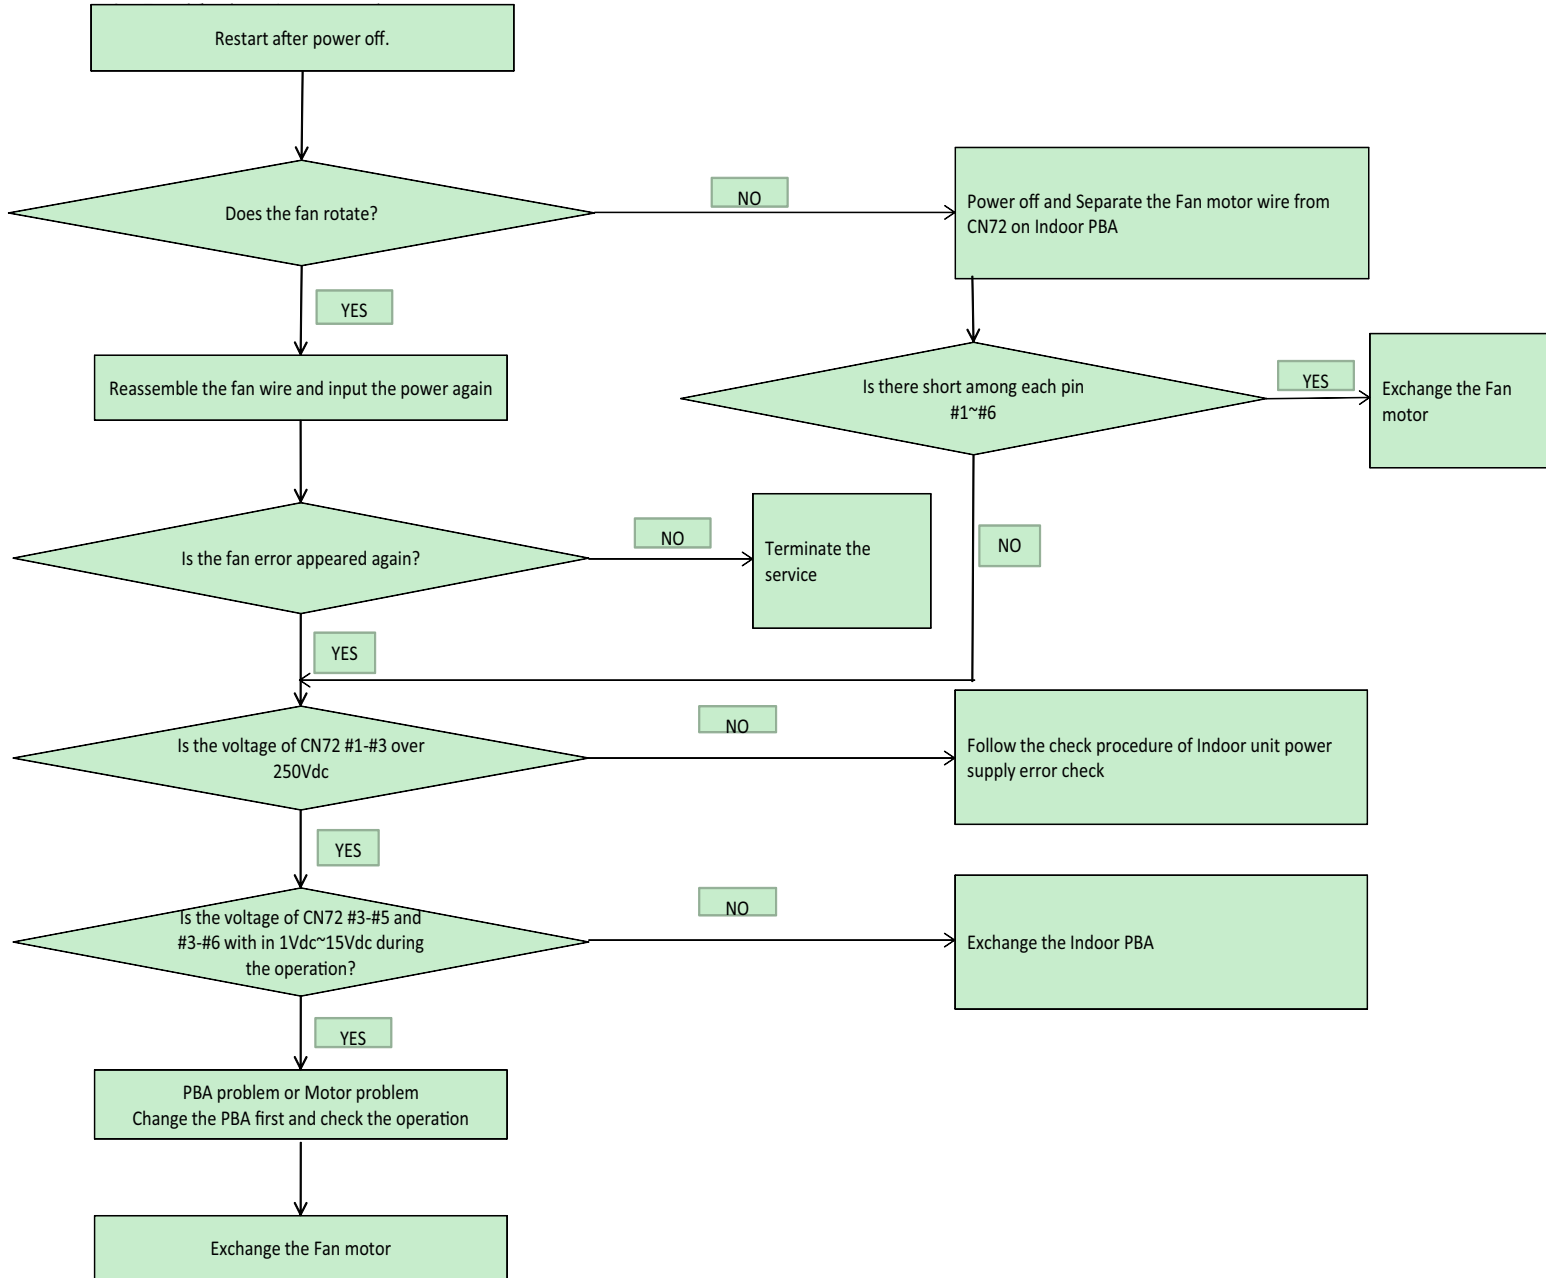 Restart after power off.
Does the fan rotate?
NO
Power off and Separate the Fan motor wire from
CN72 on Indoor PBA
YES
Reassemble the fan wire and input the power again
Is there short among each pin
#1~#6
YES
Exchange the Fan
motor
Is the fan error appeared again?
NO
Terminate the
service
NO
YES
Is the voltage of CN72 #1-#3 over
250Vdc
NO
Follow the check procedure of Indoor unit power
supply error check
YES
Is the voltage of CN72 #3-#5 and
#3-#6 with in 1Vdc~15Vdc during
the operation?
NO
Exchange the Indoor PBA
YES
PBA problem or Motor problem
Change the PBA first and check the operation
Exchange the Fan motor